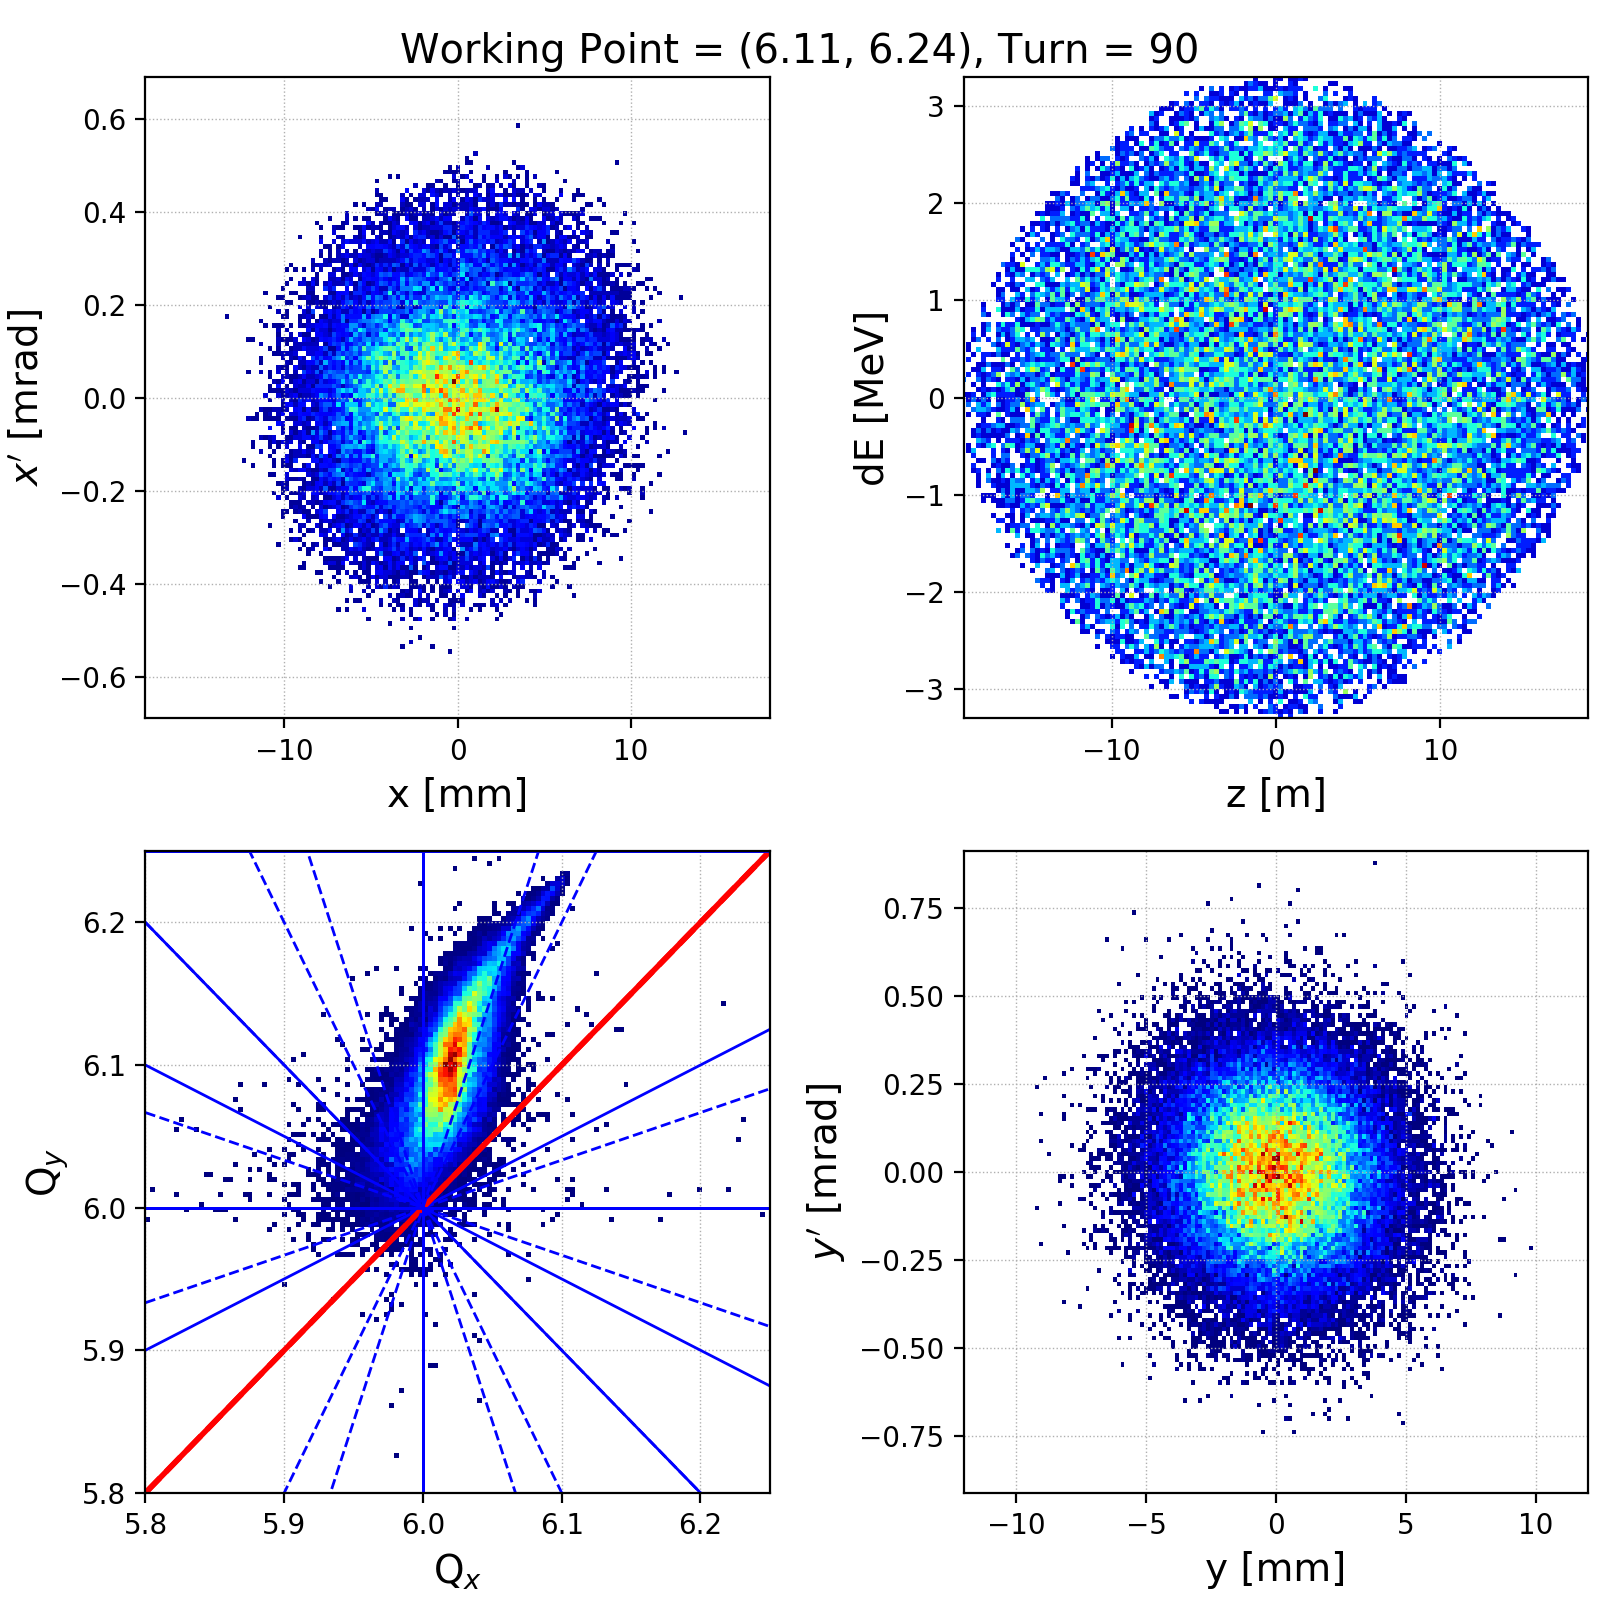 Working Point = (6.11, 6.24), Turn = 90
0.6
0.4
0.2
0.0
−0.2
−0.4
−0.6
x′ [mrad]
−10 0 10
x [mm]
3
2
1
0
−1
−2
−3
dE [MeV]
−10 0 10
z [m]
6.2
6.1
6.0
5.9
5.8
Qy
5.8 5.9 6.0 6.1 6.2
Qx
0.75
0.50
0.25
0.00
−0.25
−0.50
−0.75
y′ [mrad]
−10 −5 0 5 10
y [mm]